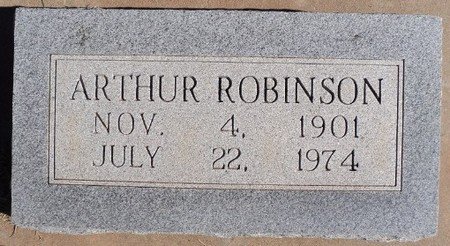 ARTHUR ROBINSON
NOV. 4, 1901
JULY 22, 1974